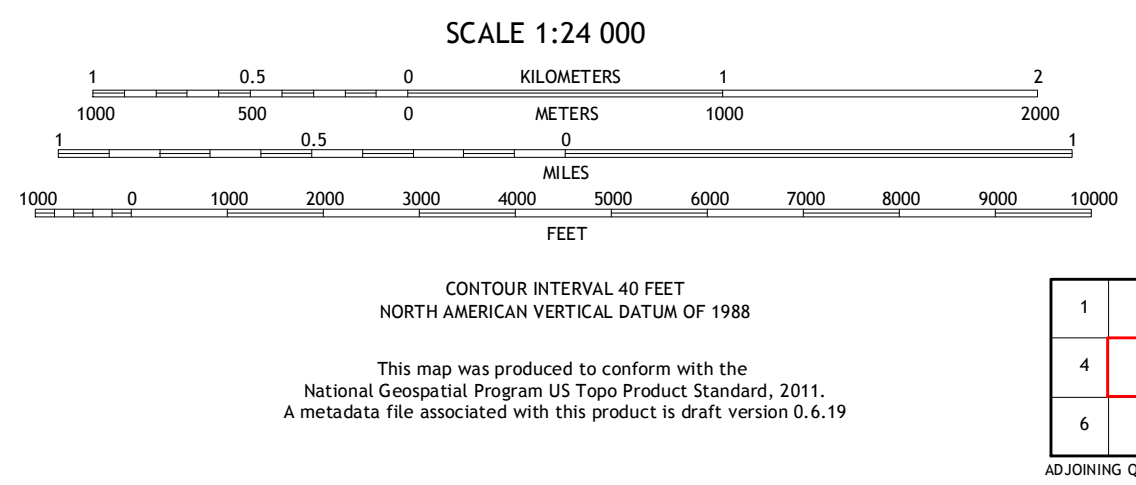 SCALE 1:24 000
1 0.5 0 KILOMETERS 1 2
1000 500 0 METERS 1000 2000
1 0.5 0 1
MILES
1000 0 1000 2000 3000 4000 5000 6000 7000 8000 9000 10000
FEET
CONTOUR INTERVAL 40 FEET
NORTH AMERICAN VERTICAL DATUM OF 1988
This map was produced to conform with the
National Geospatial Program US Topo Product Standard, 2011.
A metadata file associated with this product is draft version 0.6.19
1
4
6
ADJOINING Q